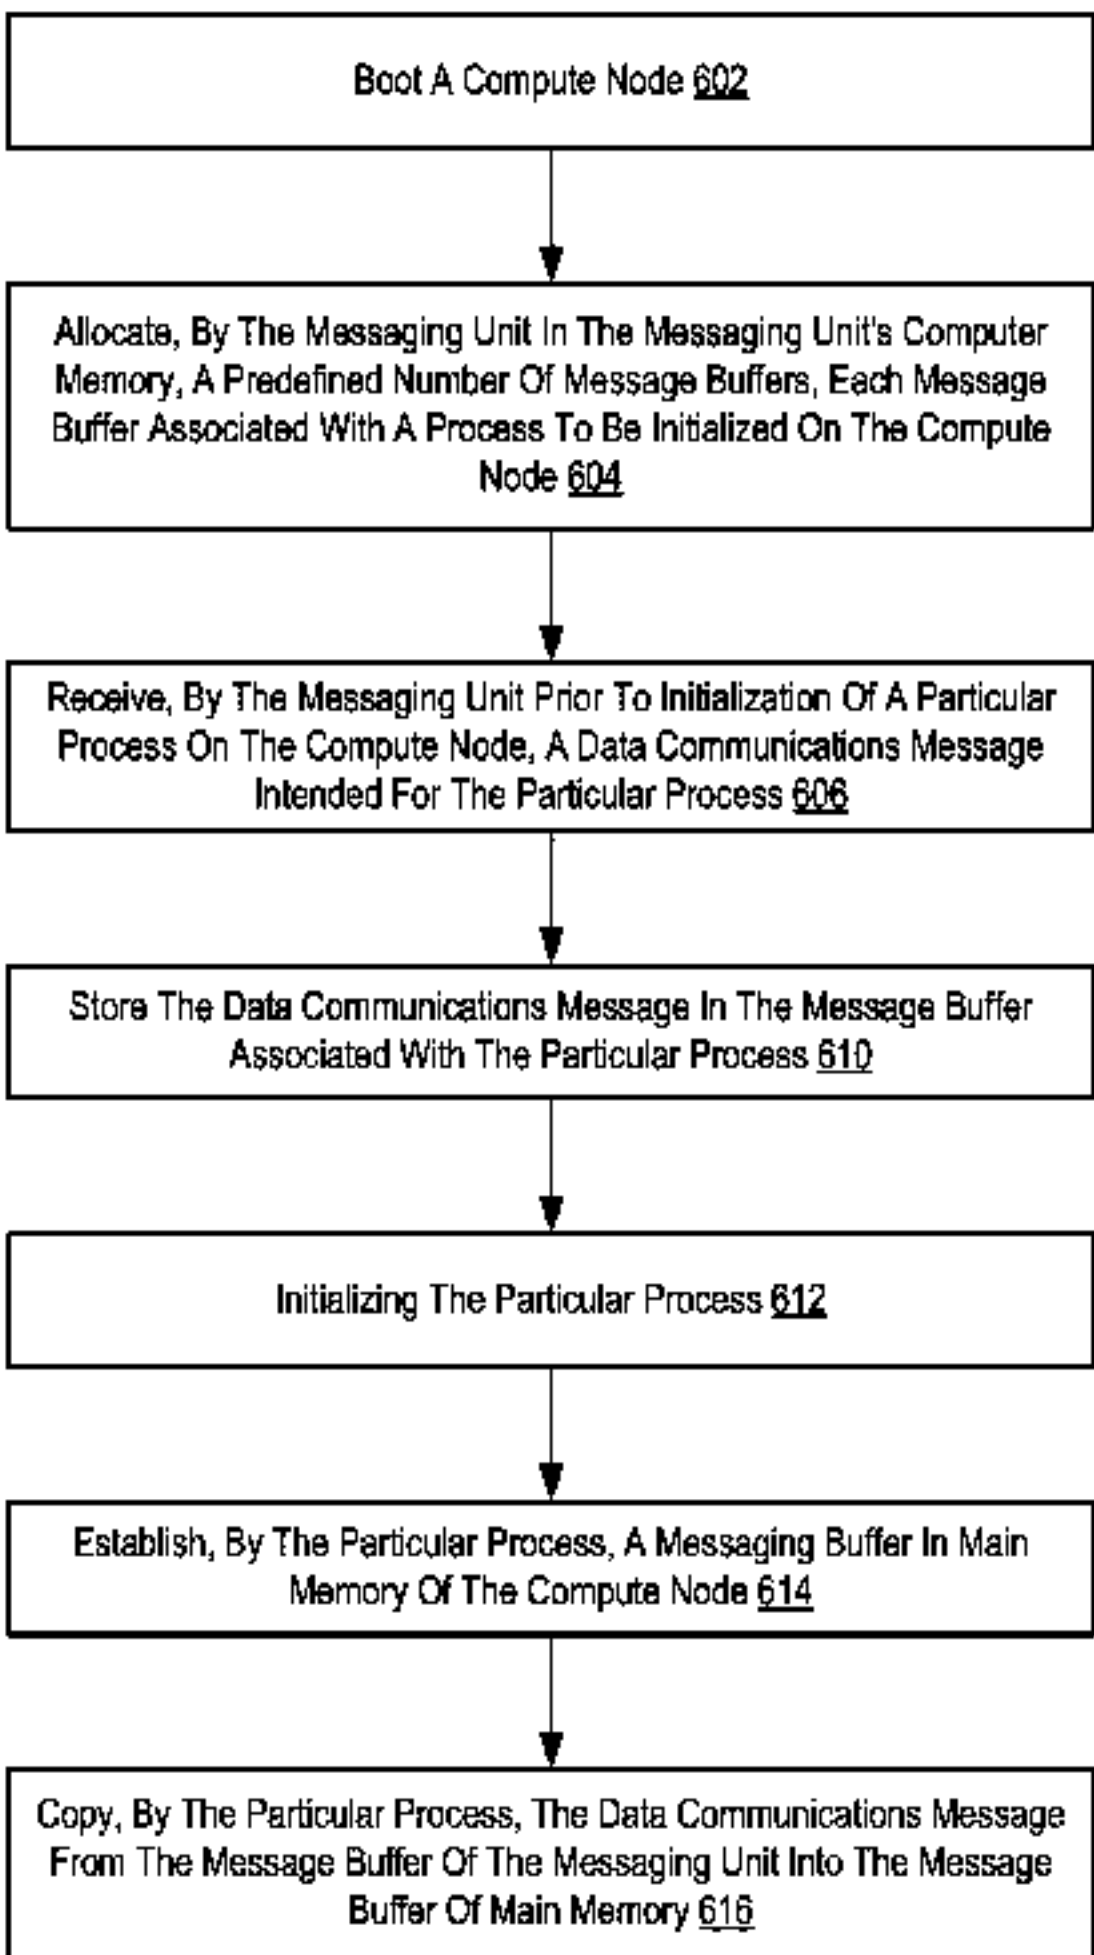 Boot A Compute Node 602
Allocate, By The Messaging Unit In The Messaging Unit's Computer
Memory, A Predefined Number Of Message Buffers, Each Message
Buffer Associated With A Process To Be Initialized On The Compute
Node 604
Receive, By The Messaging Unit Prior To Initialization Of A Particular
Process On The Compute Node, A Data Communications Message
Intended For The Particular Process 606
Store The Data Communications Message In The Message Buffer
Associated With The Particular Process 610
Initializing The Particular Process 612
Establish, By The Particular Process, A Messaging Buffer In Main
Memory Of The Compute Node 614
Copy, By The Particular Process, The Data Communications Message
From The Message Buffer Of The Messaging Unit Into The Message
Buffer Of Main Memory 616